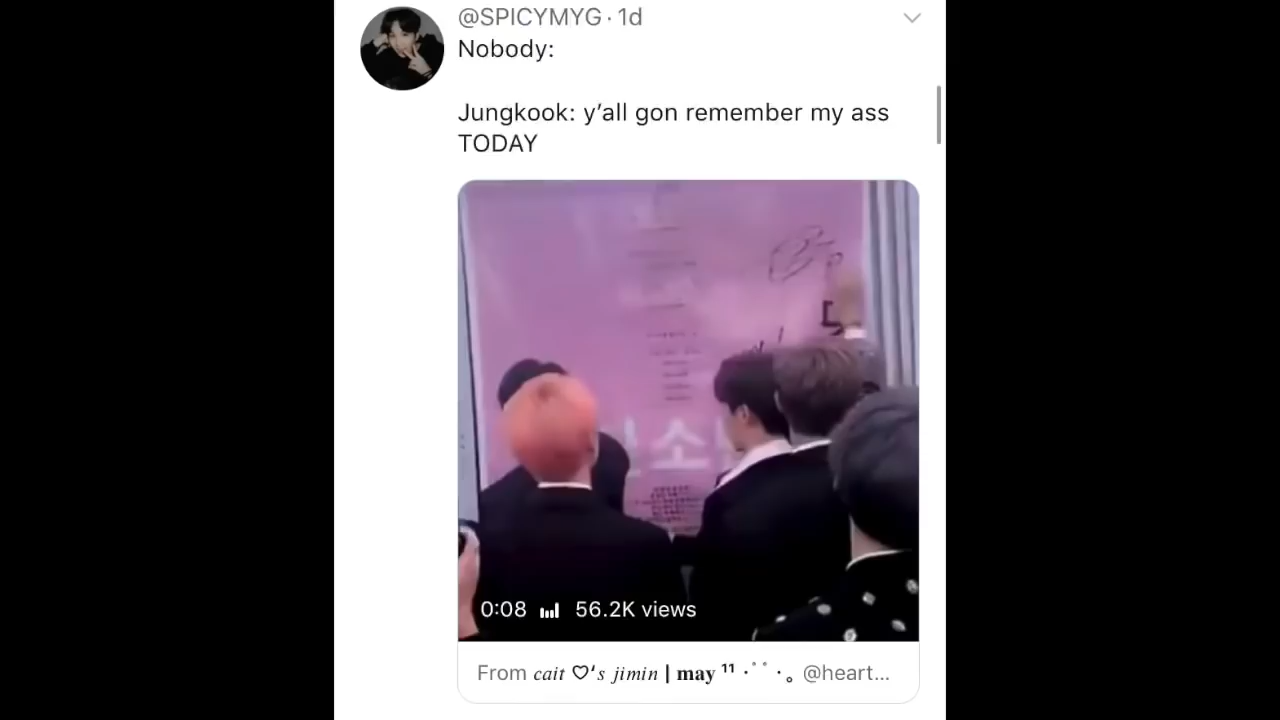 @SPICYMYG · 1d
Nobody:
Jungkook: y’all gon remember my ass
TODAY
소
0:08 56.2K views
From cait ♡'s jimin | may ¹¹ ·˚˚ ·。 @heart...